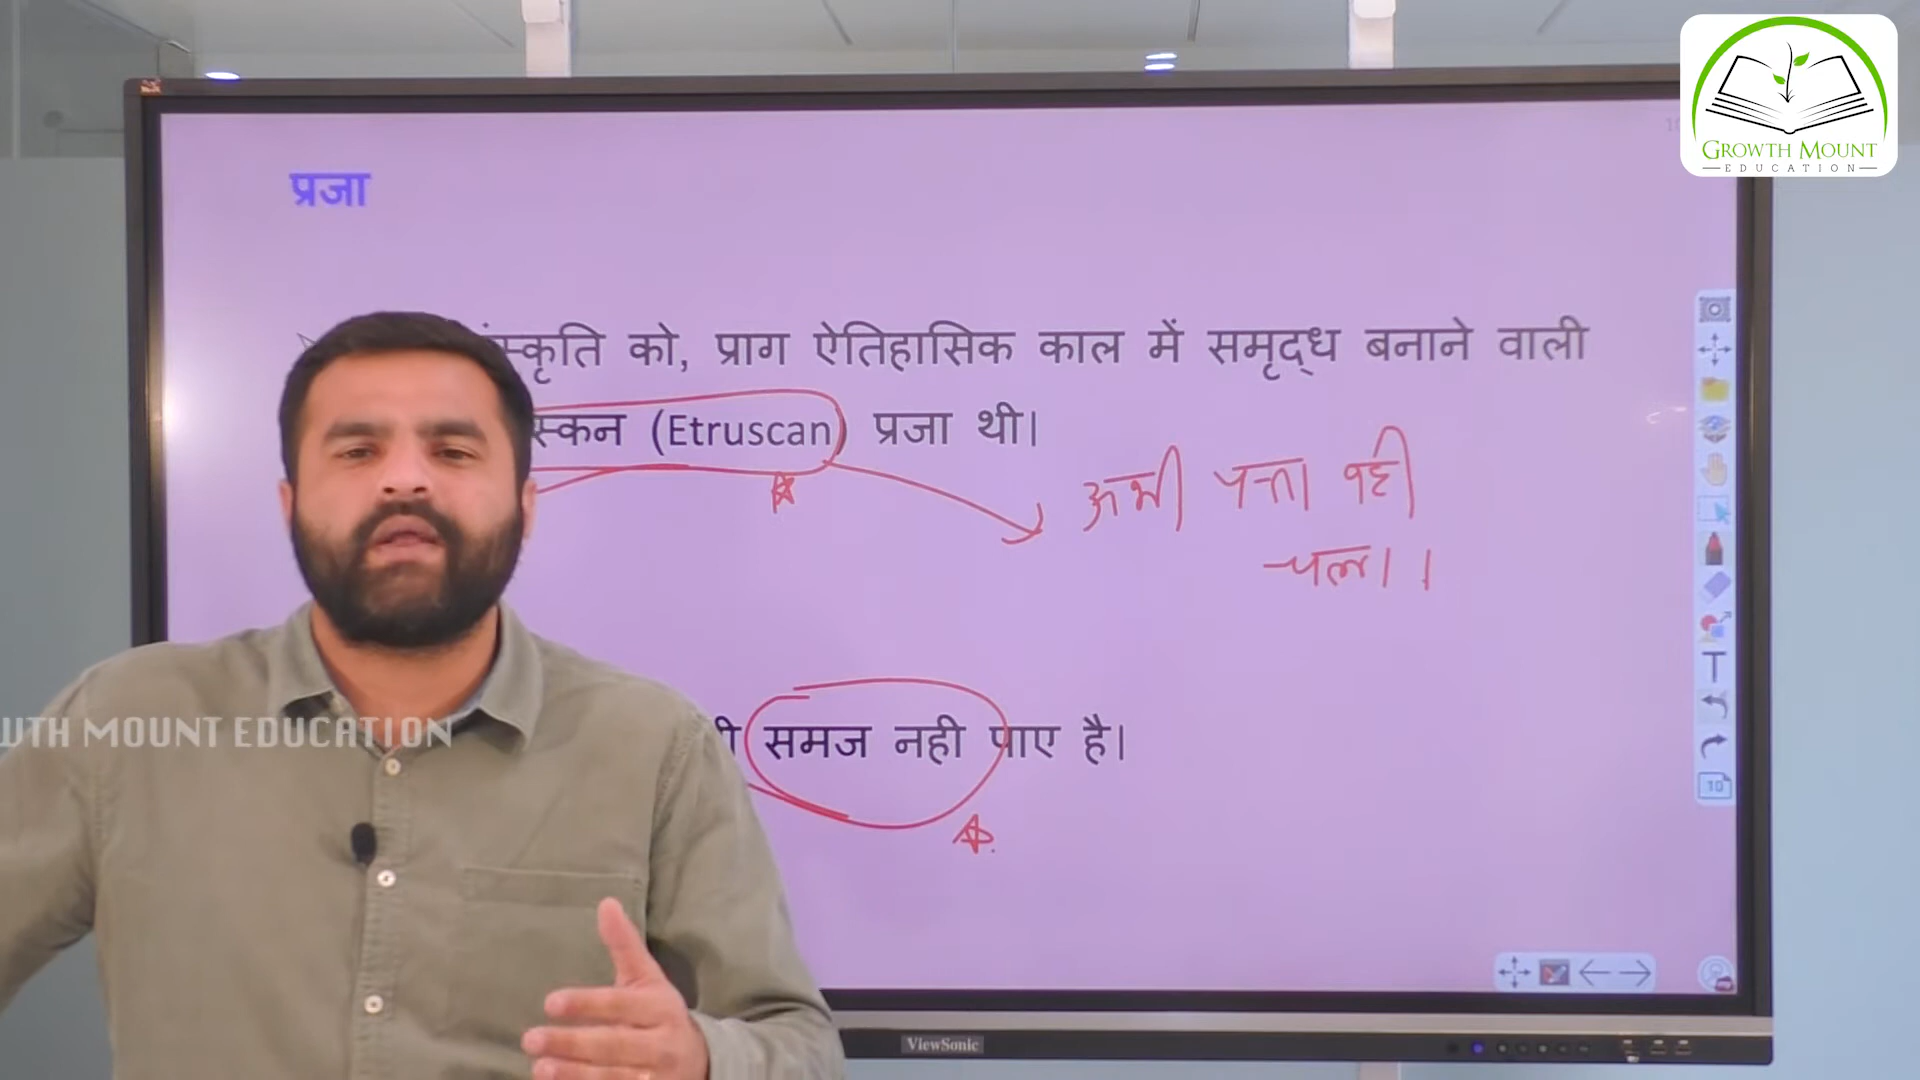 GROWTH MOUNT
EDUCATION
प्रजा
स्कृति को, प्राग ऐतिहासिक काल में समृद्ध बनाने वाली
स्कन (Etruscan) प्रजा थी।
अभी पता नही
चला।
समज नही पाए है।
WTH MOUNT EDUCATION
10
ViewSonic